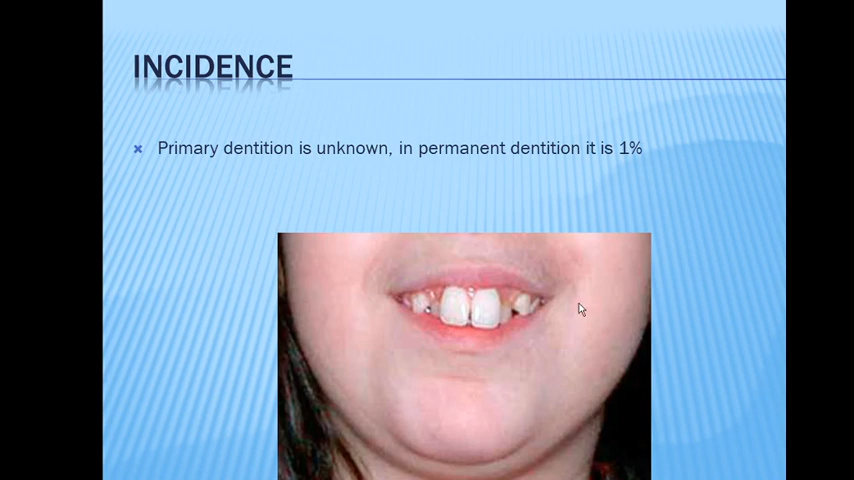 INCIDENCE
Primary dentition is unknown, in permanent dentition it is 1%